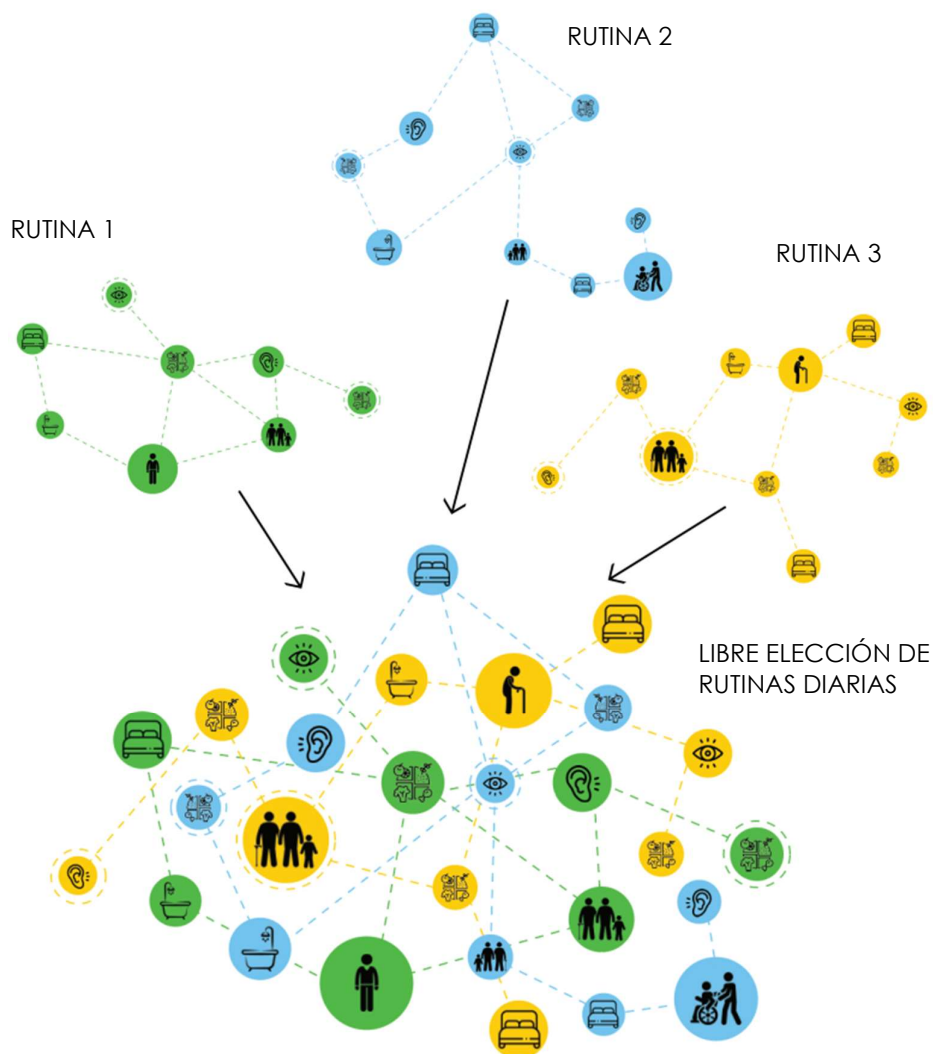 RUTINA 2
RUTINA 1
RUTINA 3
LIBRE ELECCIÓN DE
RUTINAS DIARIAS